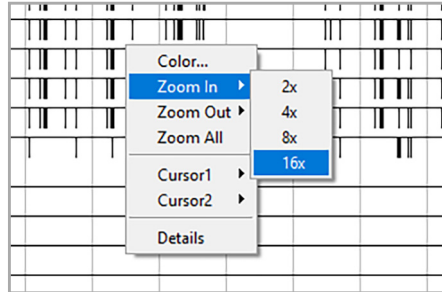 Color...
Zoom In
Zoom Out
Zoom All
Cursor1
Cursor2
Details
2x
4x
8x
16x